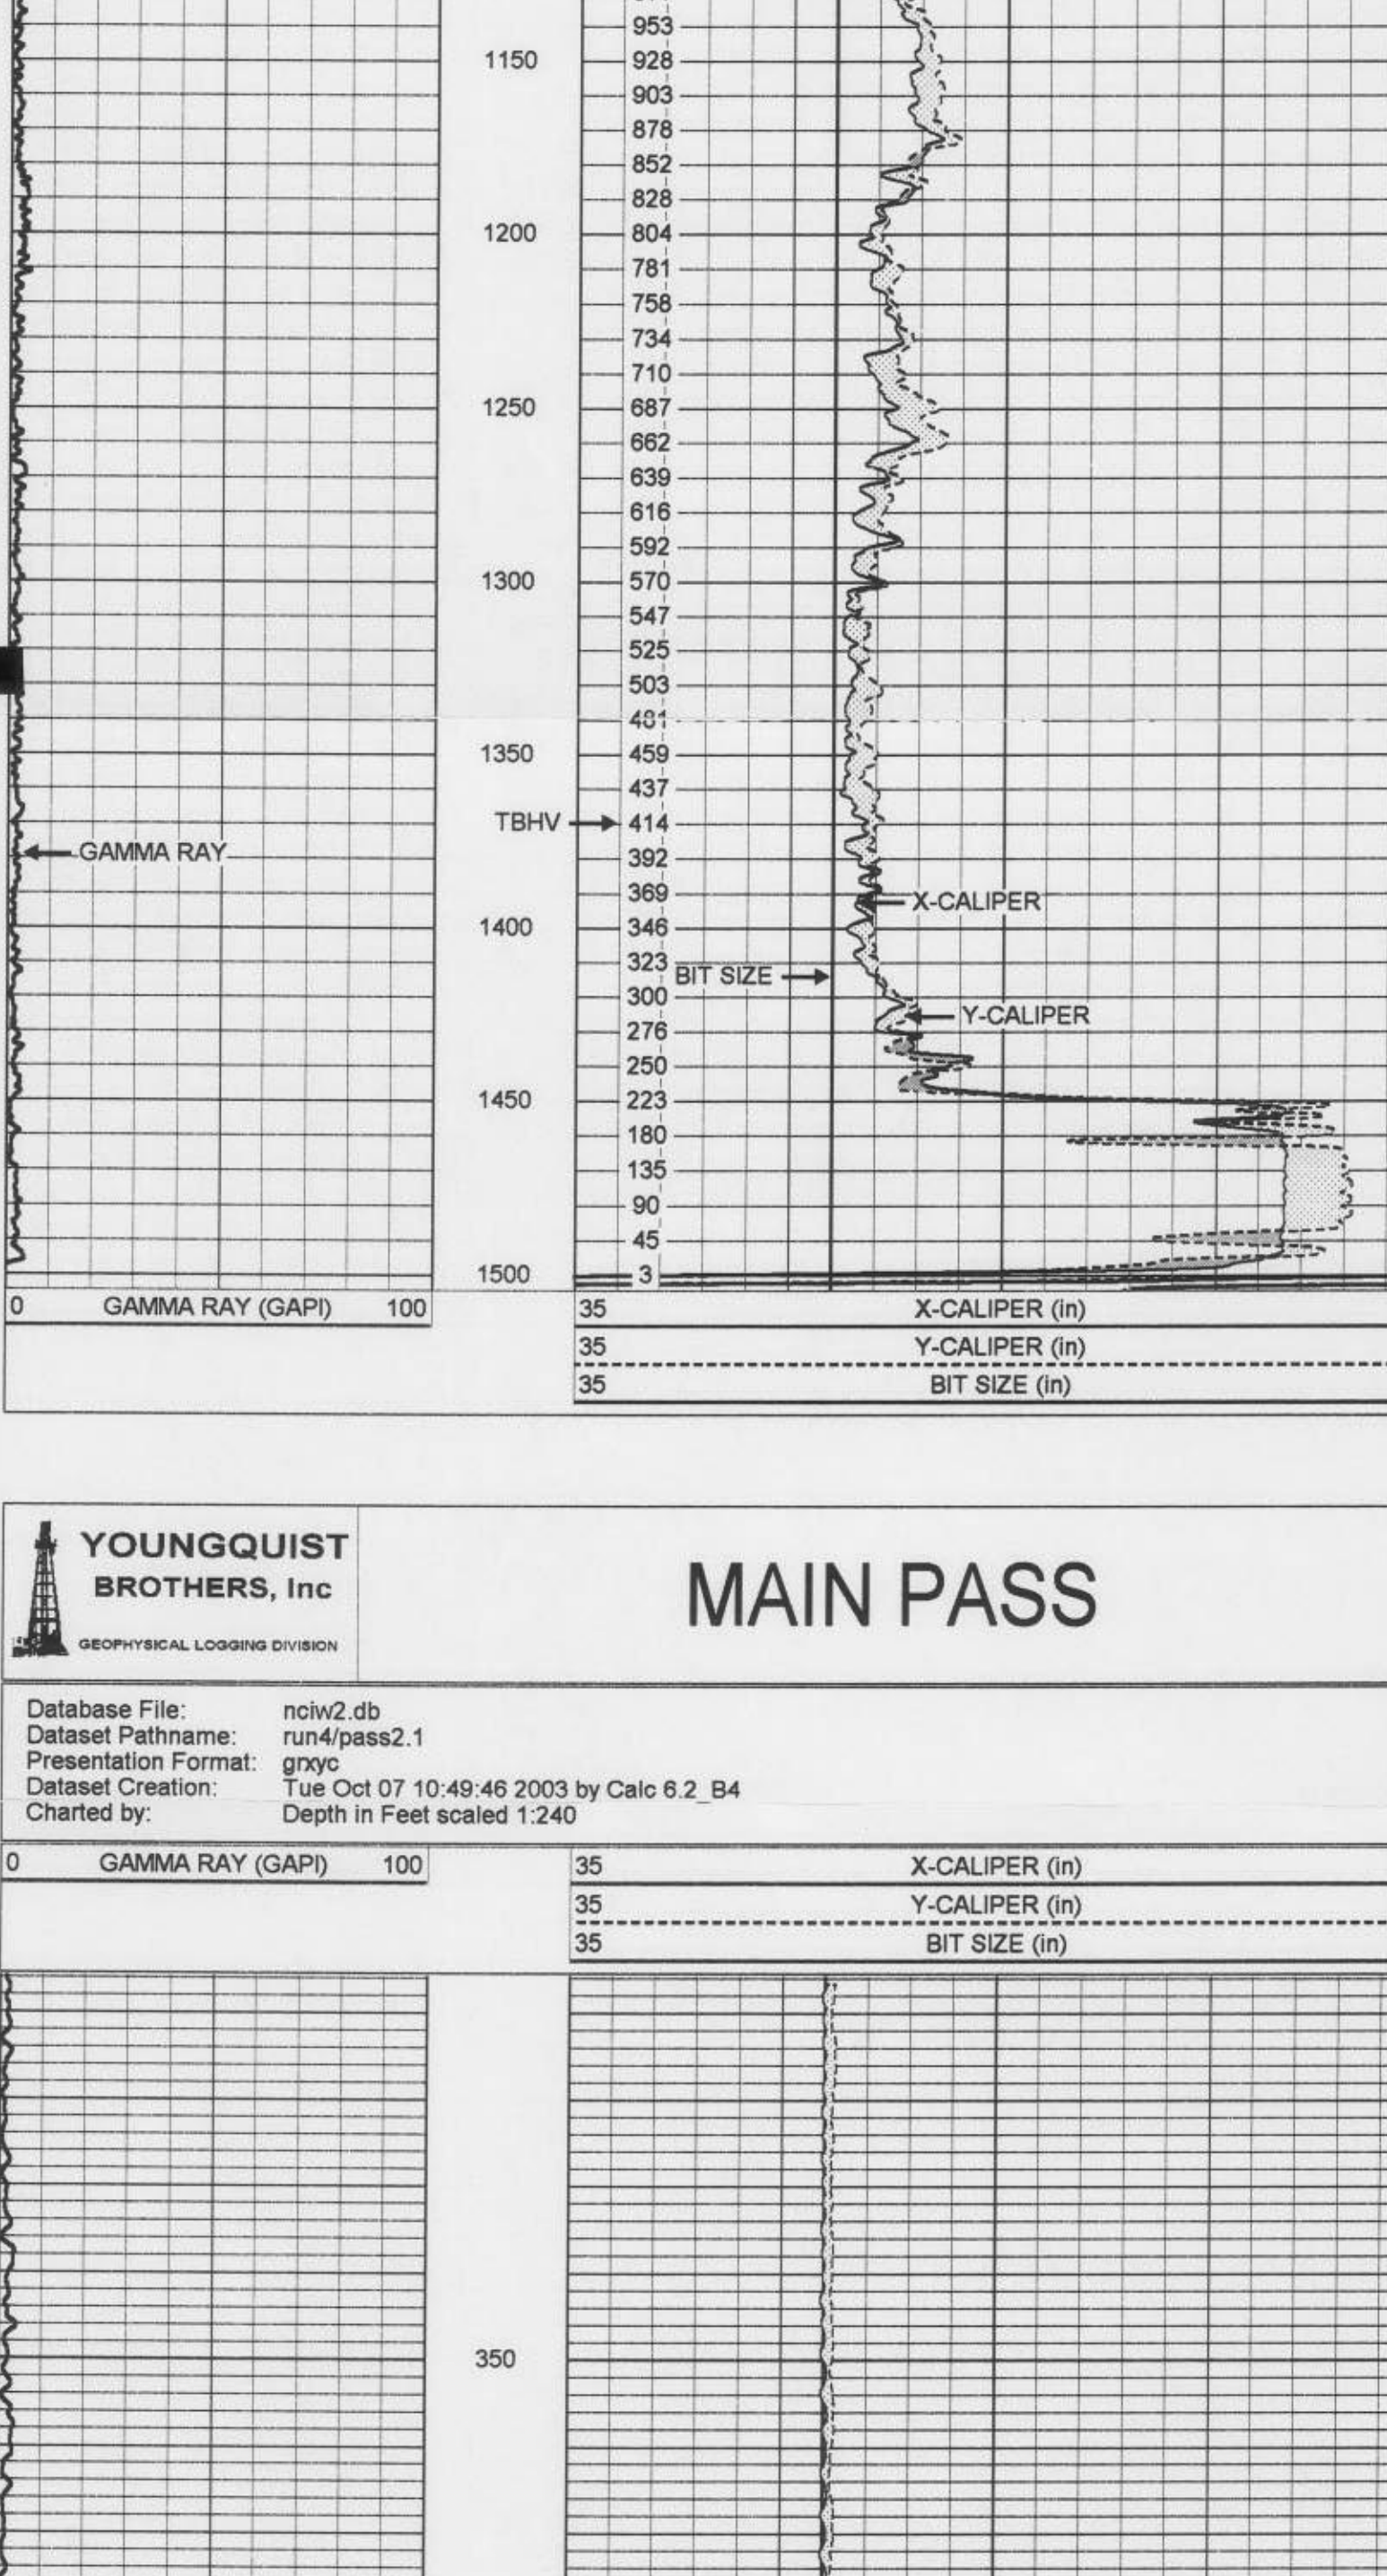 953
1150 928
903
878
852
828
1200 804
781
758
734
710
1250 687
662
639
616
592
1300 570
547
525
503
481
1350 459
437
TBHV 414
GAMMA RAY 392
369
X-CALIPER
1400 346
323
BIT SIZE
300
Y-CALIPER
276
250
1450 223
180
135
90
45
1500 3
0 GAMMA RAY (GAPI) 100 35 X-CALIPER (in)
35 Y-CALIPER (in)
35 BIT SIZE (in)
YOUNGQUIST
BROTHERS, Inc
GEOPHYSICAL LOGGING DIVISION
MAIN PASS
Database File: nciw2.db
Dataset Pathname: run4/pass2.1
Presentation Format: grxyc
Dataset Creation: Tue Oct 07 10:49:46 2003 by Calc 6.2_B4
Charted by: Depth in Feet scaled 1:240
0 GAMMA RAY (GAPI) 100 35 X-CALIPER (in)
35 Y-CALIPER (in)
35 BIT SIZE (in)
350